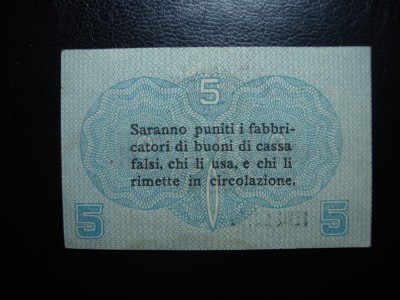 5
Saranno puniti i fabbri-
catori di buoni di cassa
falsi, chi li usa, e chi li
rimette in circolazione.
5 5